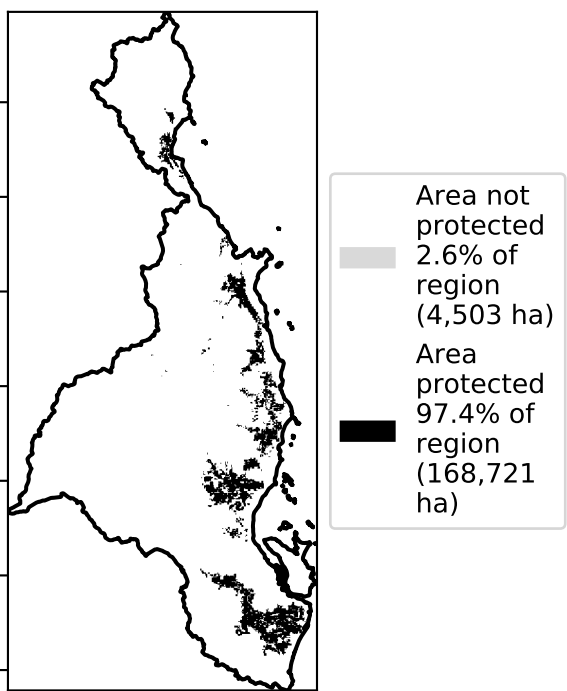 Area not
protected
2.6% of
region
(4,503 ha)
Area
protected
97.4% of
region
(168,721
ha)